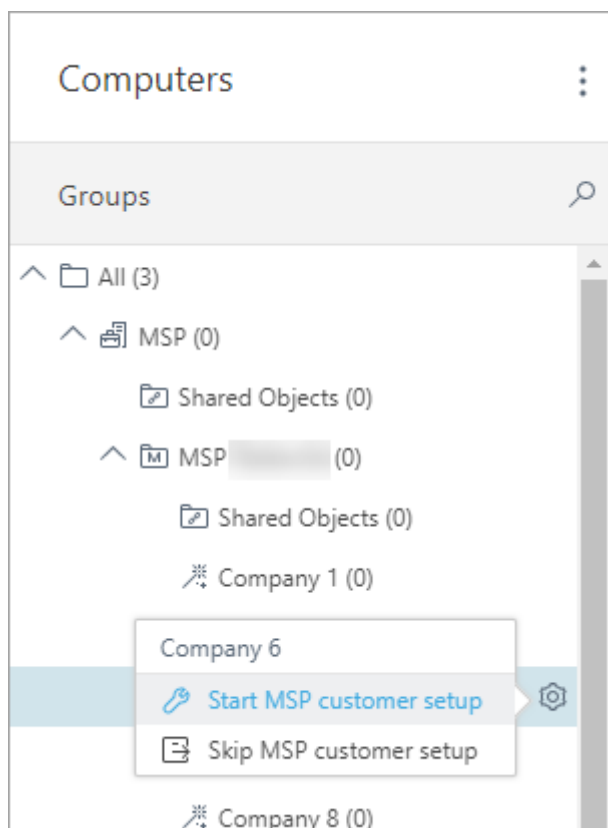 Computers
Groups
All (3)
MSP (0)
Shared Objects (0)
MSP (0)
Shared Objects (0)
Company 1 (0)
Company 6
Start MSP customer setup
Skip MSP customer setup
Company 8 (0)